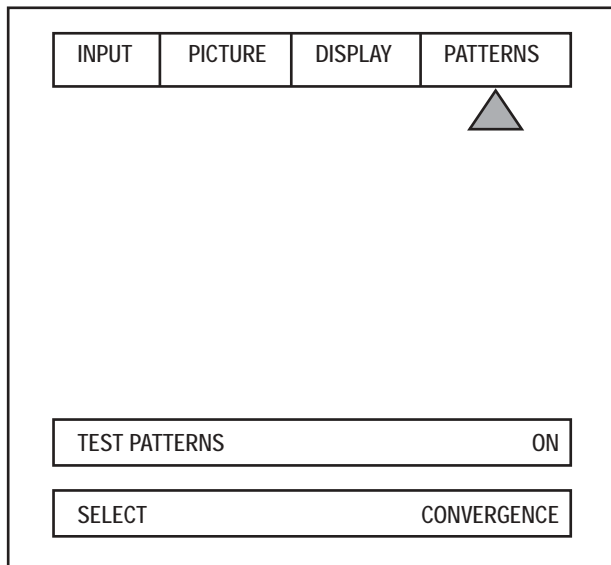 INPUT PICTURE DISPLAY PATTERNS
TEST PATTERNS ON
SELECT CONVERGENCE